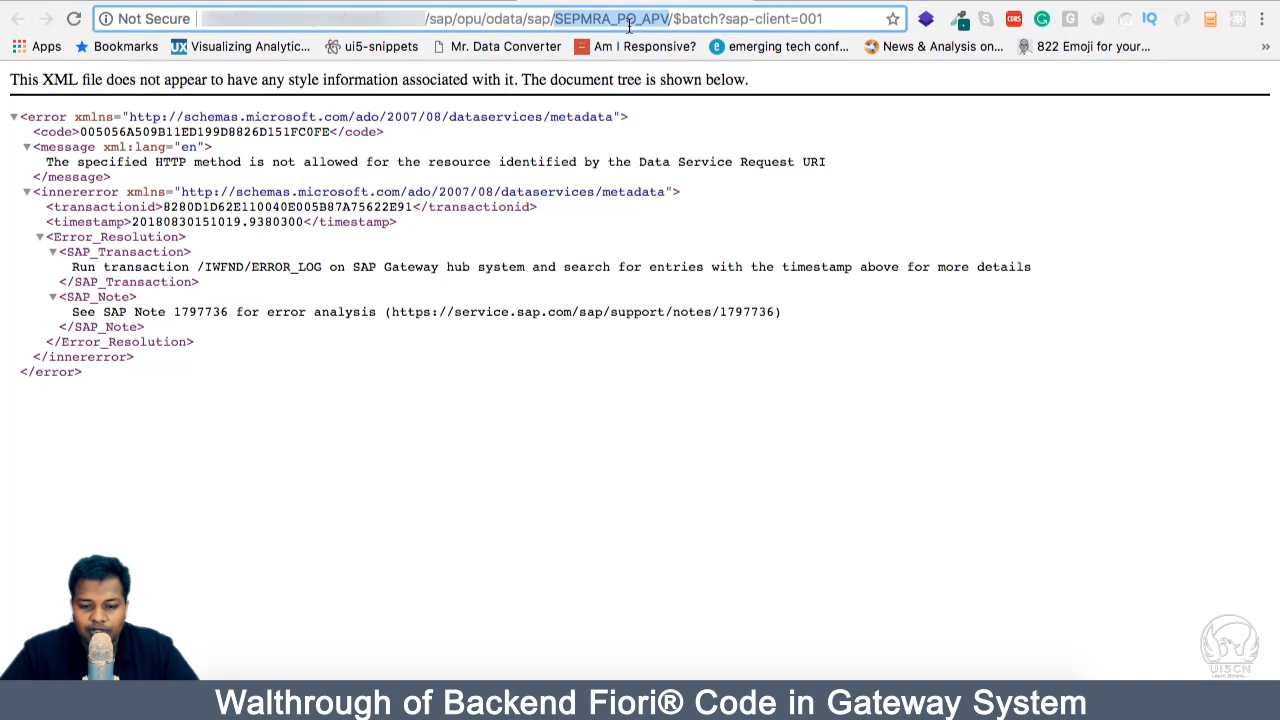 Not Secure /sap/opu/odata/sap/SEPMRA_PO_APV/$batch?sap-client=001
Apps Bookmarks UX Visualizing Analytic... ui5-snippets Mr. Data Converter Am I Responsive? emerging tech conf... News & Analysis on... 822 Emoji for your... »
This XML file does not appear to have any style information associated with it. The document tree is shown below.
▼<error xmlns="http://schemas.microsoft.com/ado/2007/08/dataservices/metadata">
<code>005056A509B11ED199D8826D151FC0FE</code>
▼<message xml:lang="en">
The specified HTTP method is not allowed for the resource identified by the Data Service Request URI
</message>
▼<innererror xmlns="http://schemas.microsoft.com/ado/2007/08/dataservices/metadata">
<transactionid>8280D1D62E110040E005B87A75622E91</transactionid>
<timestamp>20180830151019.9380300</timestamp>
▼<Error_Resolution>
▼<SAP_Transaction>
Run transaction /IWFND/ERROR_LOG on SAP Gateway hub system and search for entries with the timestamp above for more details
</SAP_Transaction>
▼<SAP_Note>
See SAP Note 1797736 for error analysis (https://service.sap.com/sap/support/notes/1797736)
</SAP_Note>
</Error_Resolution>
</innererror>
</error>
UI5CN
Learn Simple..
Walthrough of Backend Fiori® Code in Gateway System